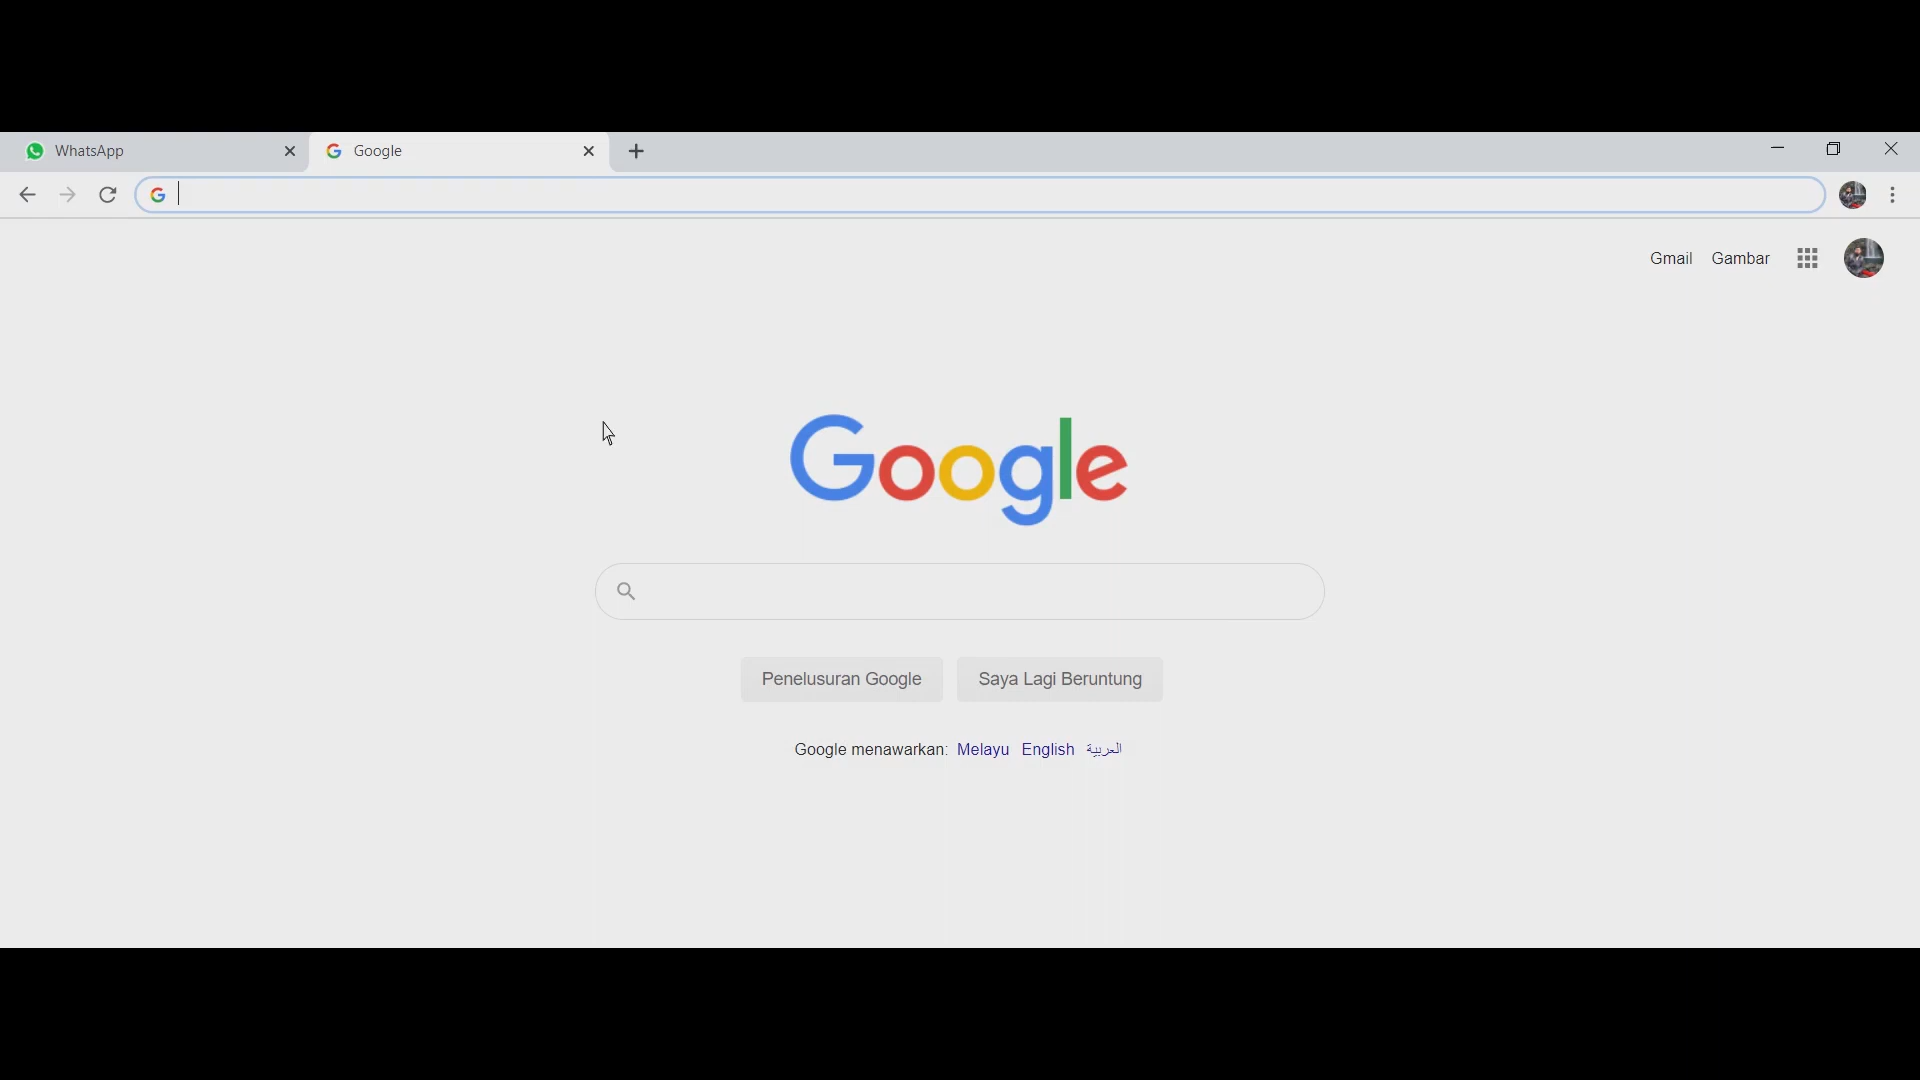 WhatsApp
Google
Gmail Gambar
Google
Penelusuran Google
Saya Lagi Beruntung
Google menawarkan: Melayu English العربية